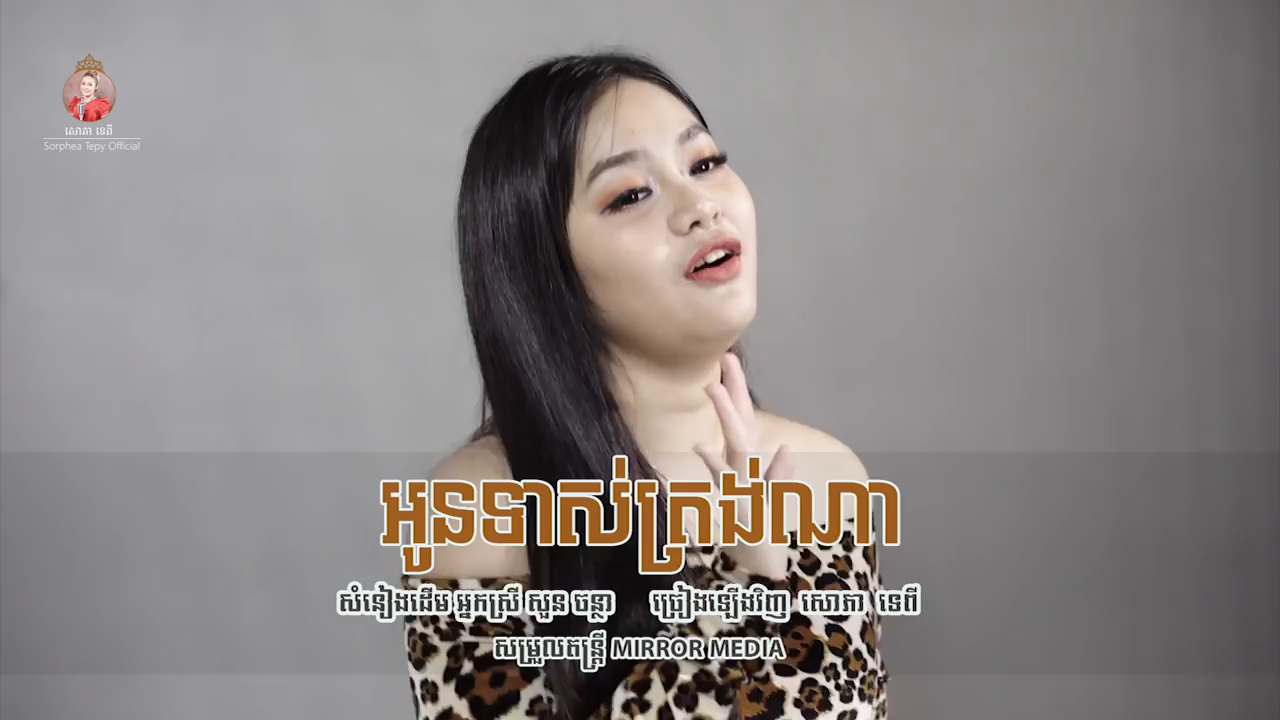 សោភា ទេពី
Sorphea Tepy Official
អូនទាស់ត្រង់ណា
សំនៀងដើម អ្នកស្រី សួន ចន្ថា ច្រៀងឡើងវិញ សោភា ទេពី
សម្រួលតន្ត្រី MIRROR MEDIA